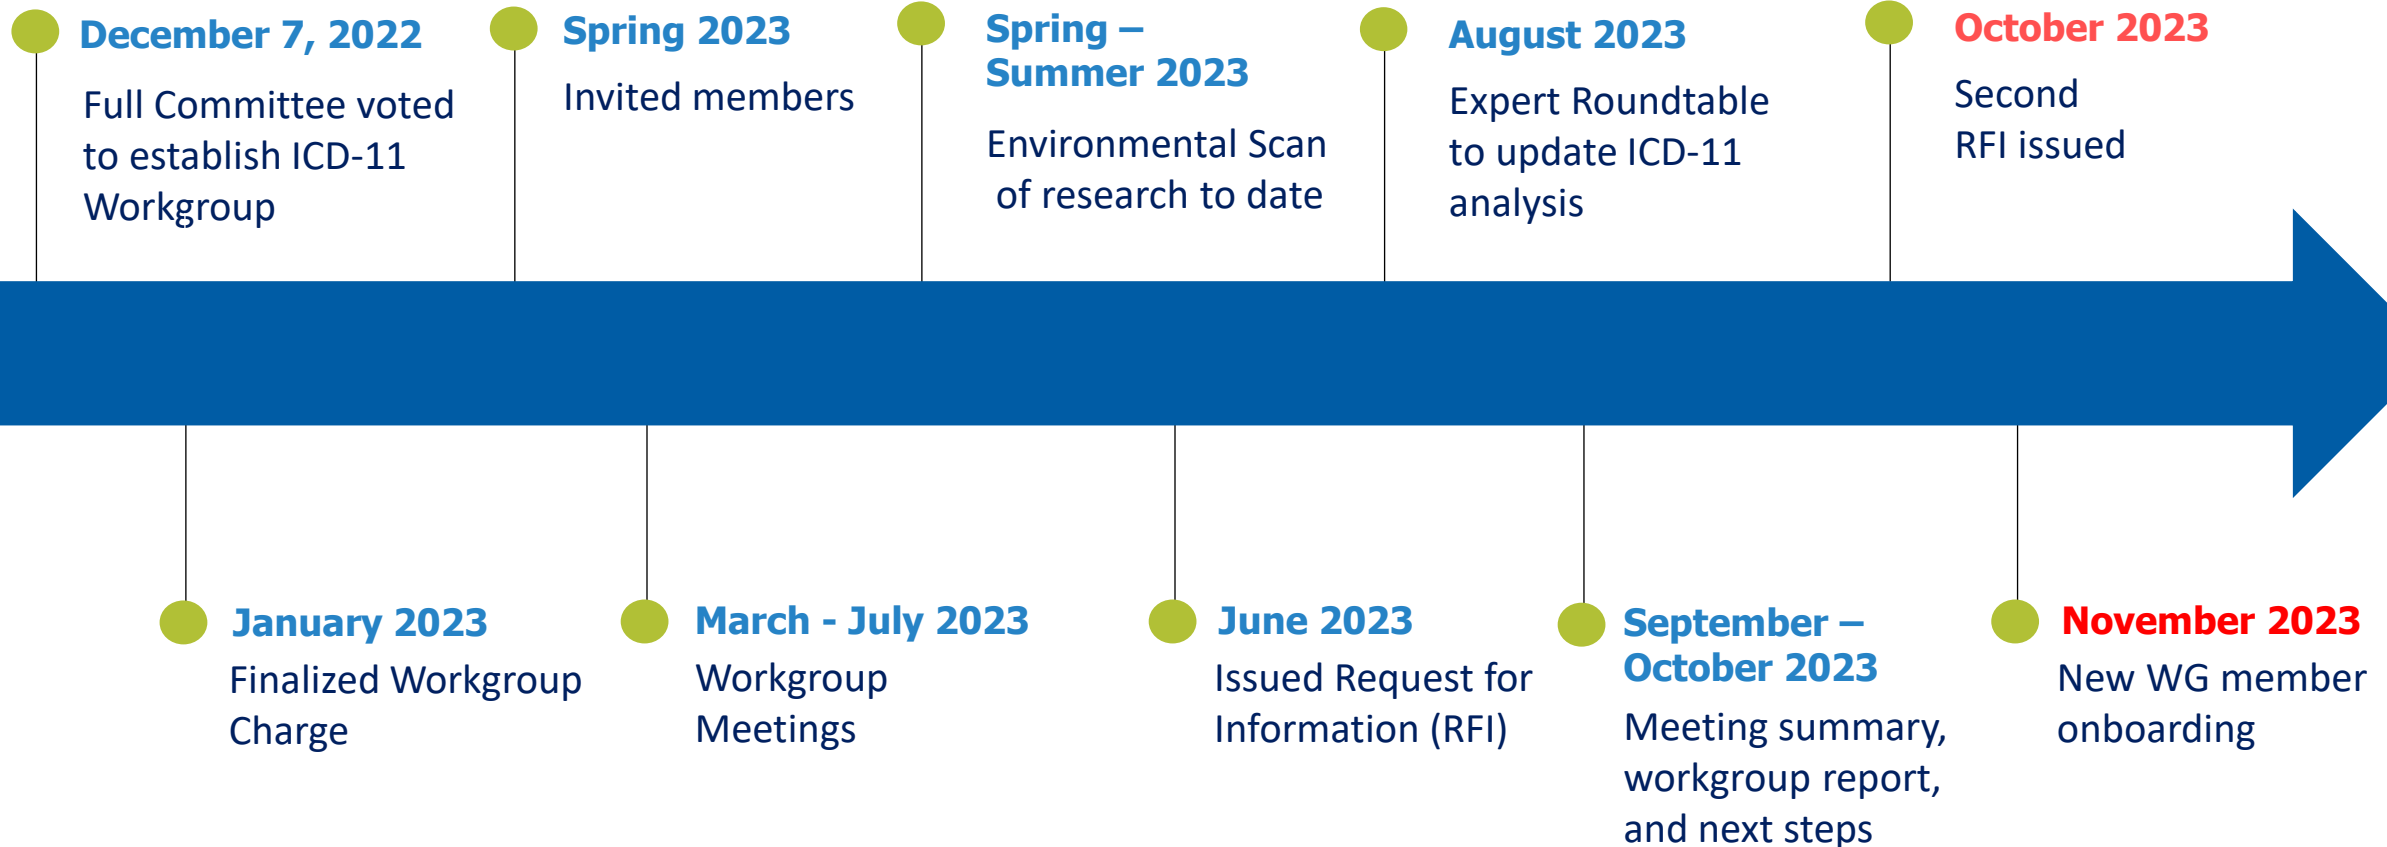 December 7, 2022
Full Committee voted
to establish ICD-11
Workgroup
Spring 2023
Invited members
Spring –
Summer 2023
Environmental Scan
of research to date
August 2023
Expert Roundtable
to update ICD-11
analysis
October 2023
Second
RFI issued
January 2023
Finalized Workgroup
Charge
March - July 2023
Workgroup
Meetings
June 2023
Issued Request for
Information (RFI)
September –
October 2023
Meeting summary,
workgroup report,
and next steps
November 2023
New WG member
onboarding